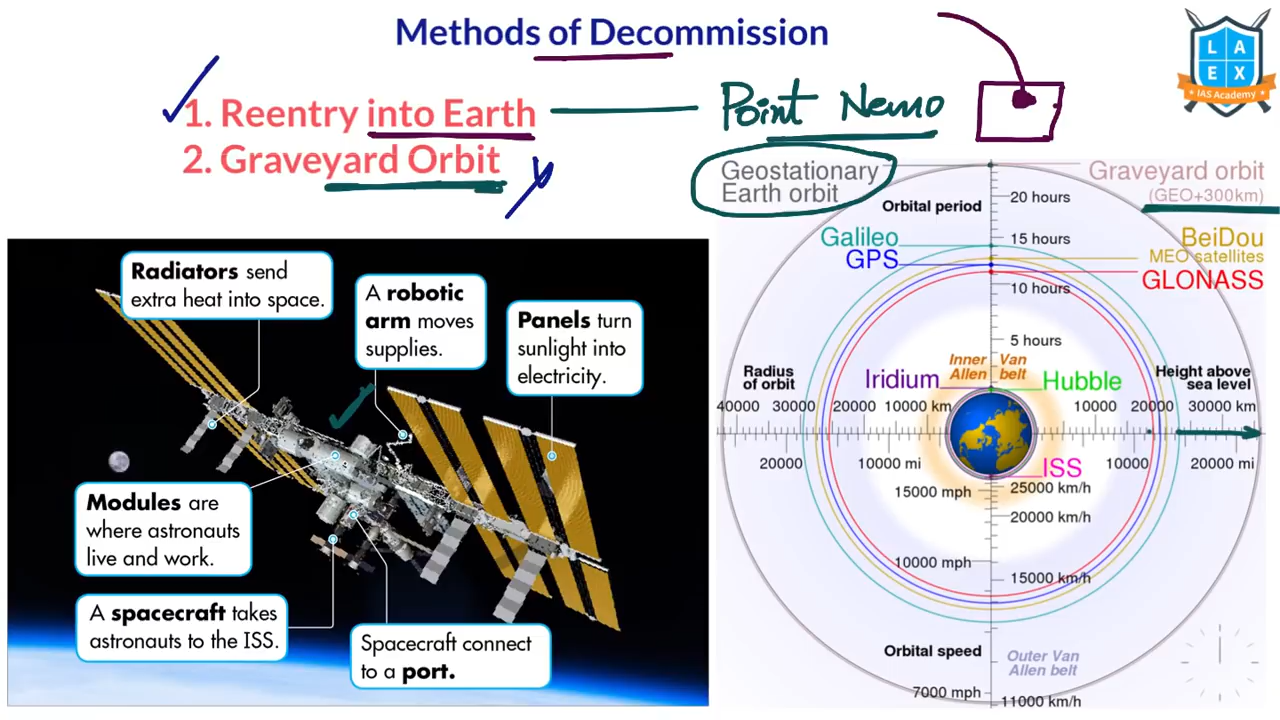 Methods of Decommission
1. Reentry into Earth
Point Nemo
2. Graveyard Orbit
L A
E X
IAS Academy
Radiators send
extra heat into space.
A robotic
arm moves
supplies.
Panels turn
sunlight into
electricity.
Modules are
where astronauts
live and work.
A spacecraft takes
astronauts to the ISS.
Spacecraft connect
to a port.
Geostationary
Earth orbit
Graveyard orbit
(GEO+300km)
Orbital period
20 hours
Galileo
15 hours
BeiDou
GPS
MEO satellites
GLONASS
10 hours
5 hours
Inner Van
Allen belt
Radius
of orbit
Iridium
Hubble
Height above
sea level
40000 30000 20000 10000 km
10000 20000 30000 km
20000 10000 mi
10000 20000 mi
ISS
15000 mph
25000 km/h
20000 km/h
10000 mph
15000 km/h
Orbital speed
Outer Van
Allen belt
7000 mph
11000 km/h